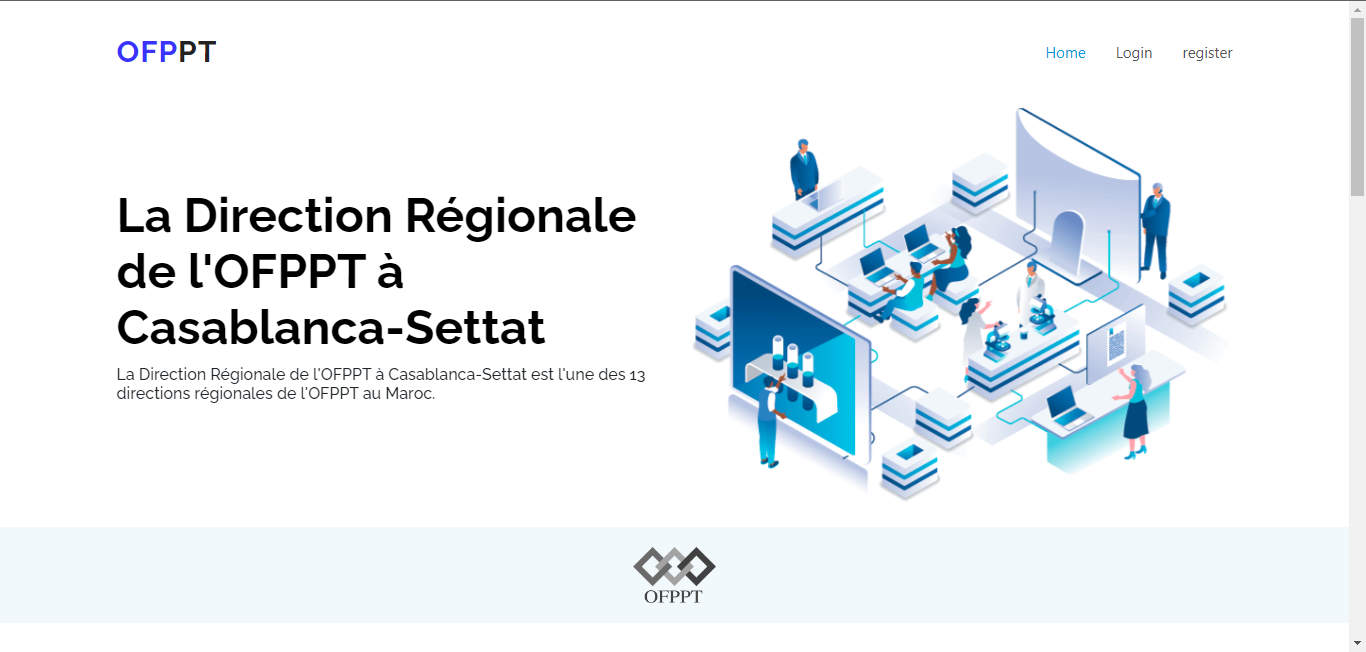 OFPPT
Home
Login
register
La Direction Régionale
de l'OFPPT à
Casablanca-Settat
La Direction Régionale de l'OFPPT à Casablanca-Settat est l'une des 13
directions régionales de l'OFPPT au Maroc.
OFPPT